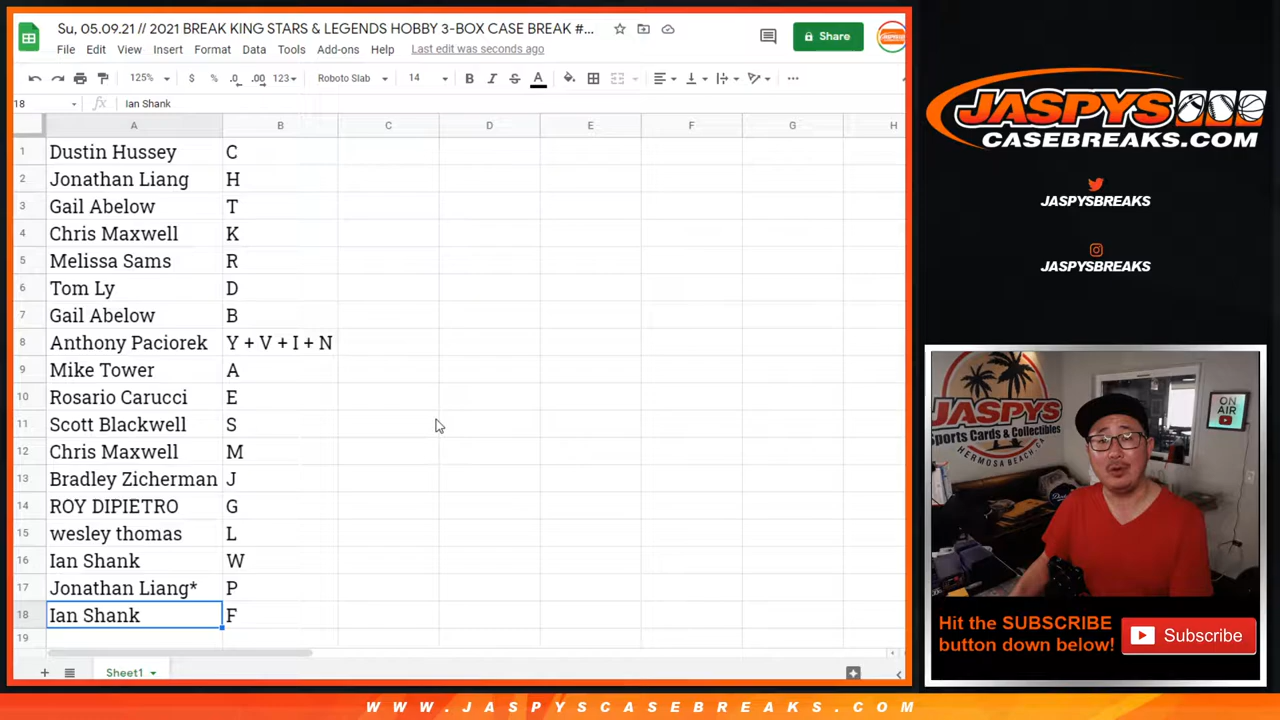 Su, 05.09.21 // 2021 BREAK KING STARS & LEGENDS HOBBY 3-BOX CASE BREAK #...
Share
File Edit View Insert Format Data Tools Add-ons Help Last edit was seconds ago
125% $ % .0 .00 123 Roboto Slab 14 B I S A
18 fx Ian Shank
A B C D E F G H
1 Dustin Hussey C
2 Jonathan Liang H
3 Gail Abelow T
4 Chris Maxwell K
5 Melissa Sams R
6 Tom Ly D
7 Gail Abelow B
8 Anthony Paciorek Y + V + I + N
9 Mike Tower A
10 Rosario Carucci E
11 Scott Blackwell S
12 Chris Maxwell M
13 Bradley Zicherman J
14 ROY DIPIETRO G
15 wesley thomas L
16 Ian Shank W
17 Jonathan Liang* P
18 Ian Shank F
19
Sheet1
JASPYS
CASEBREAKS.COM
JASPYSBREAKS
JASPYSBREAKS
JASPYS
Sports Cards & Collectibles
HERMOSA BEACH, CA
ON AIR
Hit the SUBSCRIBE
button down below!
Subscribe
WWW.JASPYSCASEBREAKS.COM